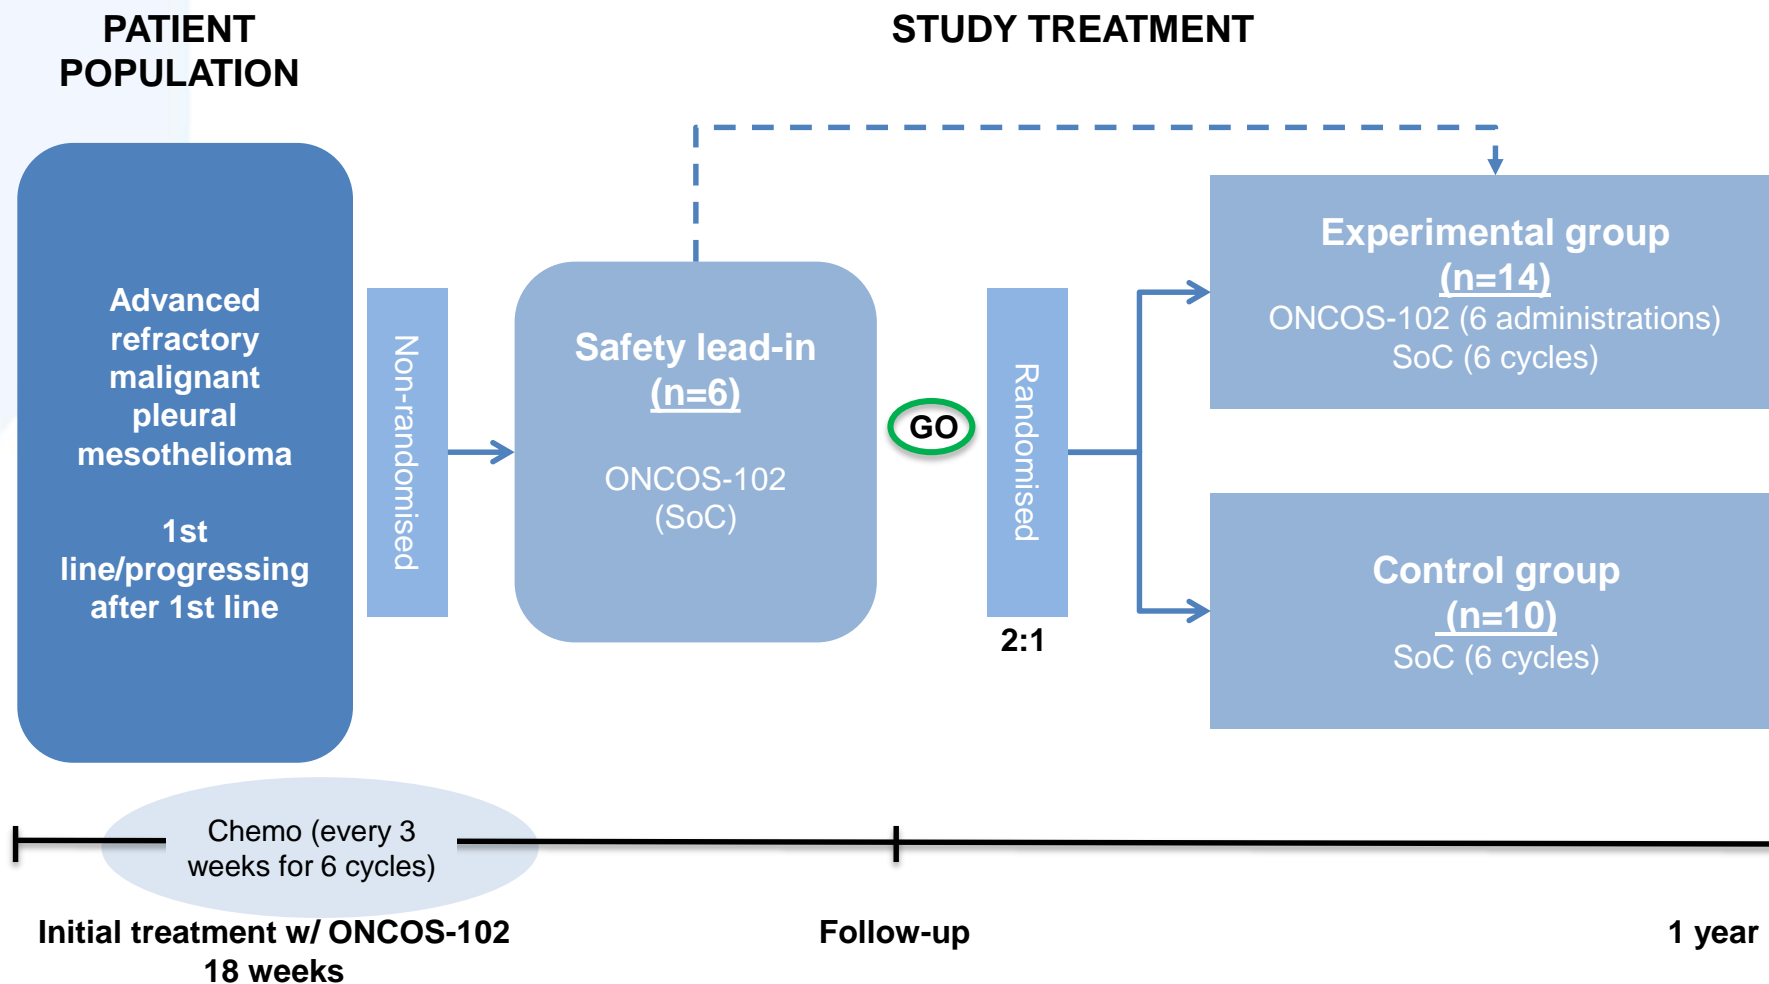 PATIENT
POPULATION
STUDY TREATMENT
Advanced
refractory
malignant
pleural
mesothelioma
1st
line/progressing
after 1st line
Non-randomised
Safety lead-in
(n=6)
ONCOS-102
(SoC)
GO
Randomised
2:1
Experimental group
(n=14)
ONCOS-102 (6 administrations)
SoC (6 cycles)
Control group
(n=10)
SoC (6 cycles)
Chemo (every 3
weeks for 6 cycles)
Initial treatment w/ ONCOS-102
18 weeks
Follow-up
1 year